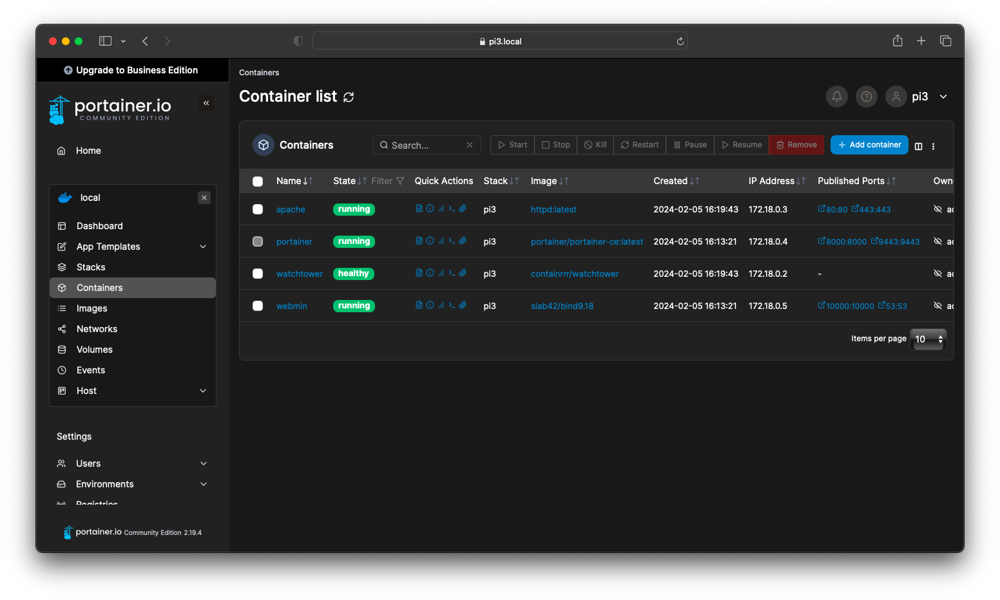 pi3.local
Upgrade to Business Edition
portainer.io
COMMUNITY EDITION
Home
local
Dashboard
App Templates
Stacks
Containers
Images
Networks
Volumes
Events
Host
Settings
Users
Environments
Registries
portainer.io Community Edition 2.19.4
Containers
Container list
pi3
Containers
Search...
Start Stop Kill Restart Pause Resume Remove
Add container
Name State Filter Quick Actions Stack Image Created IP Address Published Ports Own
apache running pi3 httpd:latest 2024-02-05 16:19:43 172.18.0.3 80:80 443:443
portainer running pi3 portainer/portainer-ce:latest 2024-02-05 16:13:21 172.18.0.4 8000:8000 9443:9443
watchtower healthy pi3 containrrr/watchtower 2024-02-05 16:19:43 172.18.0.2 -
webmin running pi3 slab42/bind9.18 2024-02-05 16:13:21 172.18.0.5 10000:10000 53:53
Items per page 10